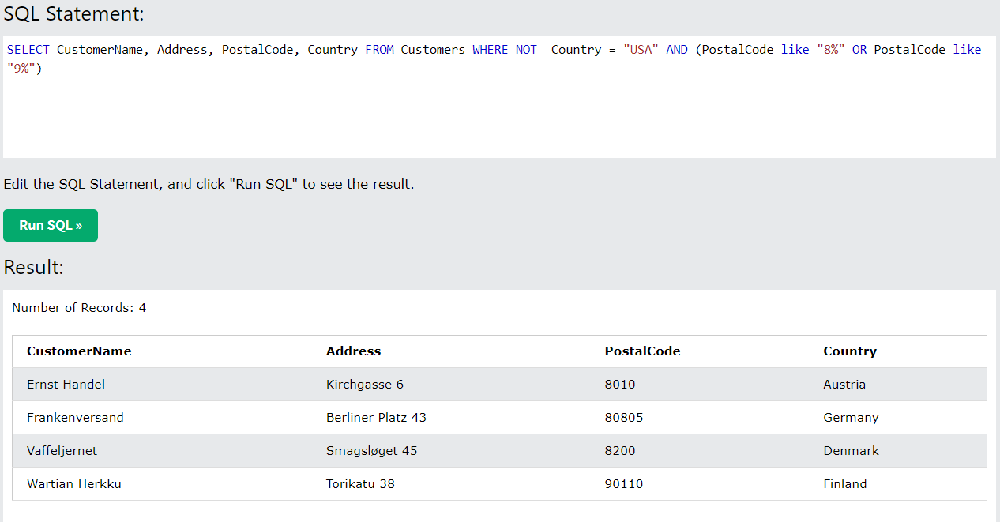 SQL Statement:
SELECT CustomerName, Address, PostalCode, Country FROM Customers WHERE NOT  Country = "USA" AND (PostalCode like "8%" OR PostalCode like
"9%")
Edit the SQL Statement, and click "Run SQL" to see the result.
Run SQL »
Result:
Number of Records: 4
CustomerName Address PostalCode Country
Ernst Handel Kirchgasse 6 8010 Austria
Frankenversand Berliner Platz 43 80805 Germany
Vaffeljernet Smagsløget 45 8200 Denmark
Wartian Herkku Torikatu 38 90110 Finland